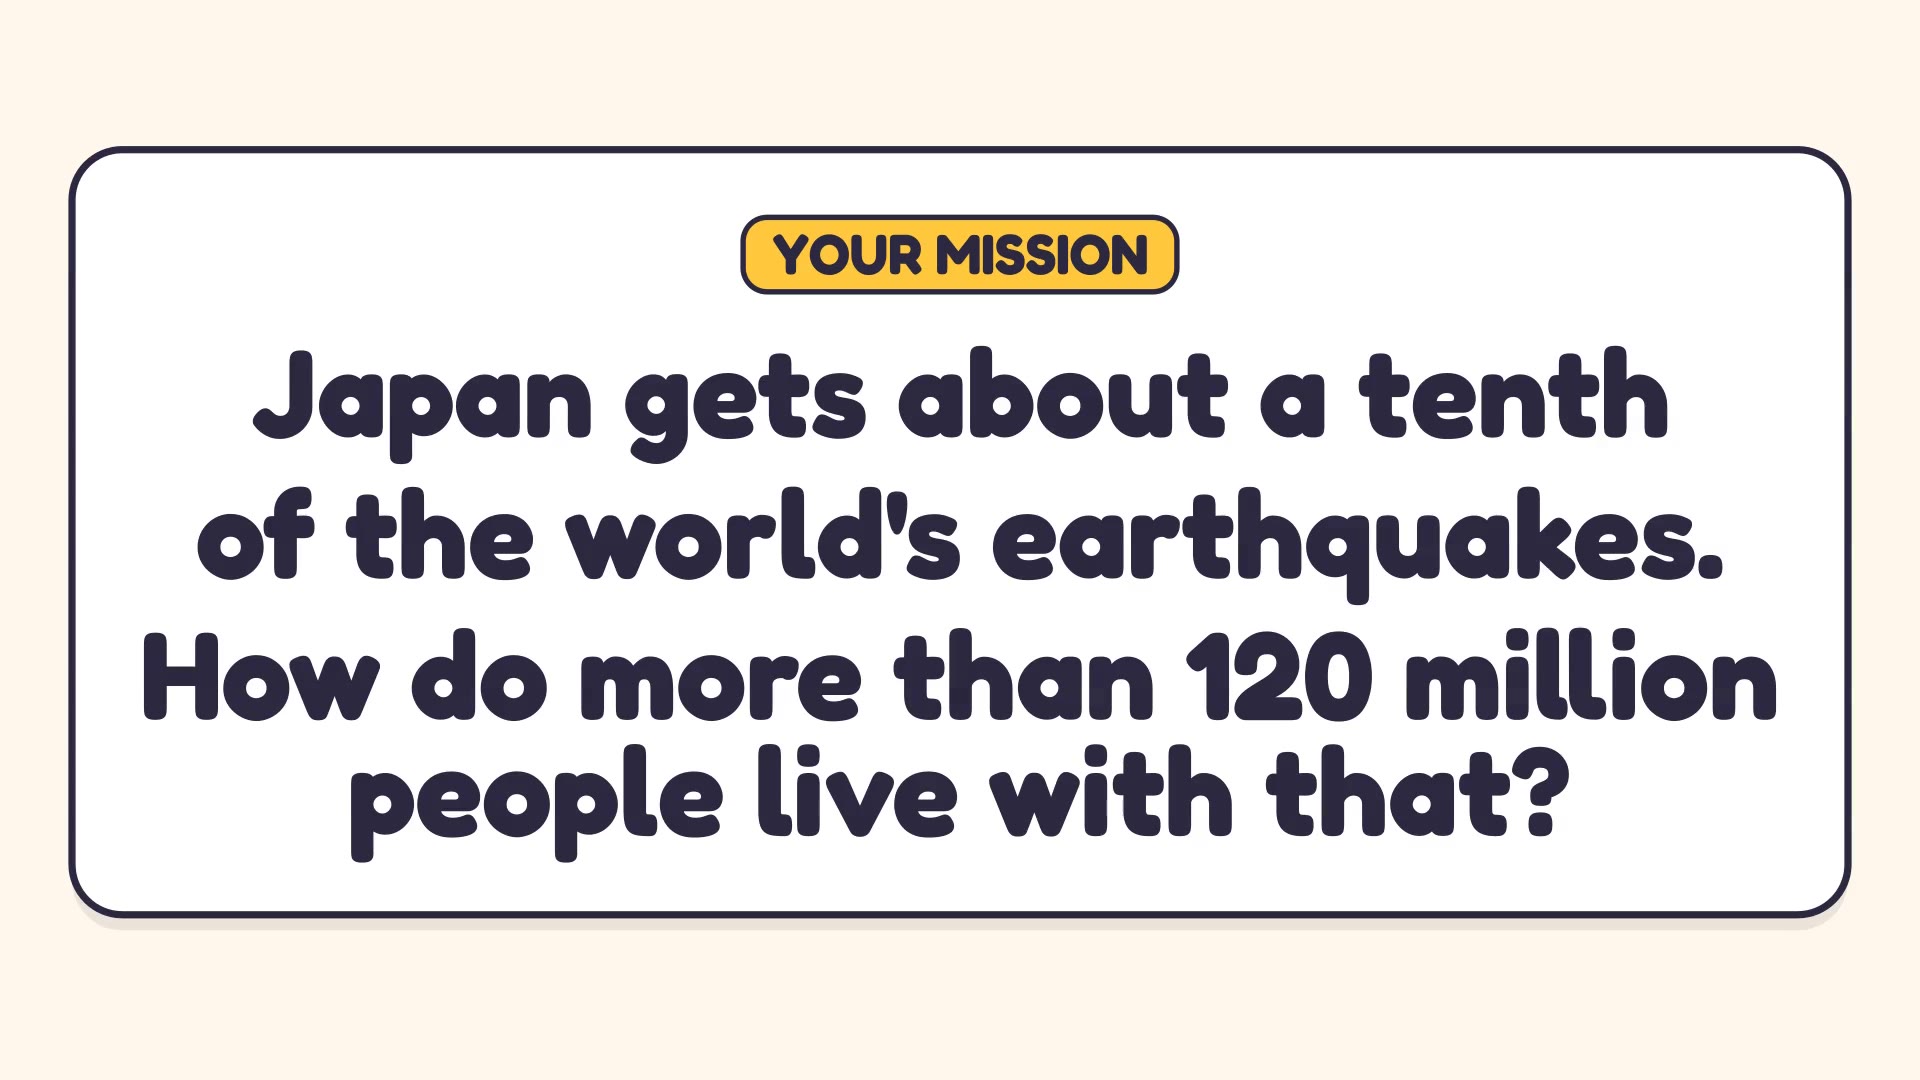 YOUR MISSION
Japan gets about a tenth
of the world's earthquakes.
How do more than 120 million
people live with that?